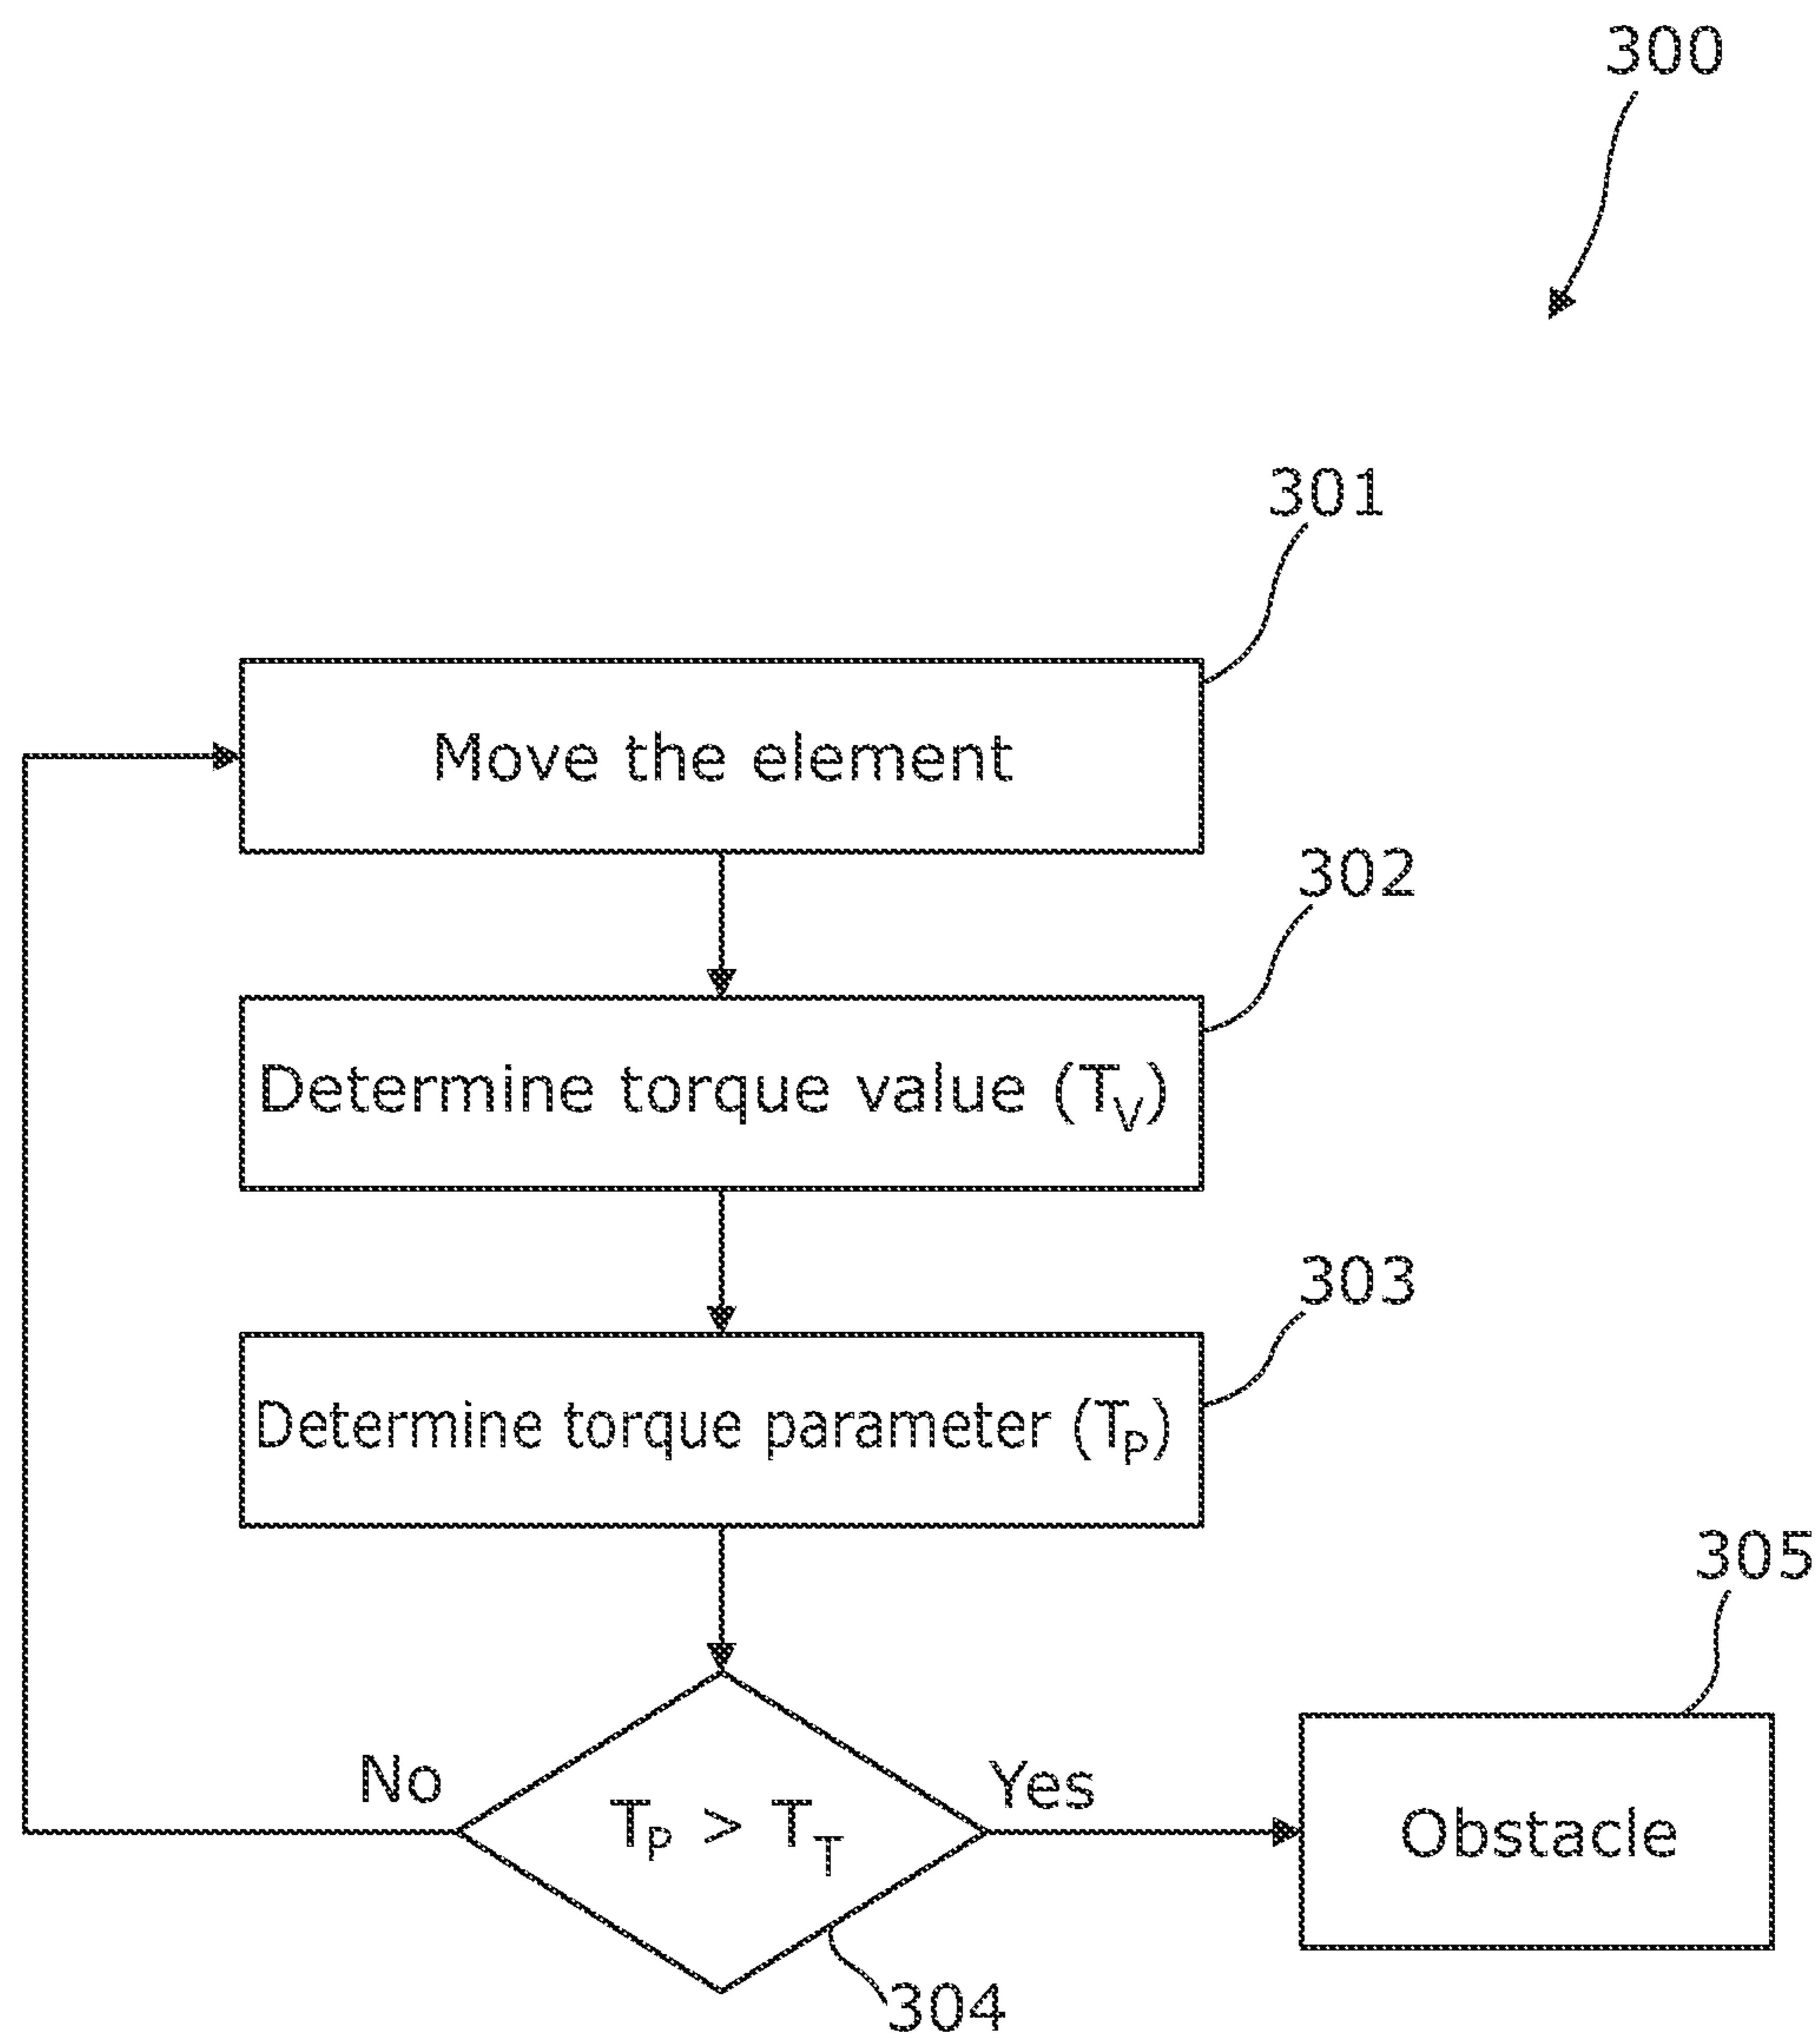 300
301
Move the element
302
Determine torque value (T_V)
303
Determine torque parameter (T_P)
305
No
Yes
T_P > T_T
Obstacle
304